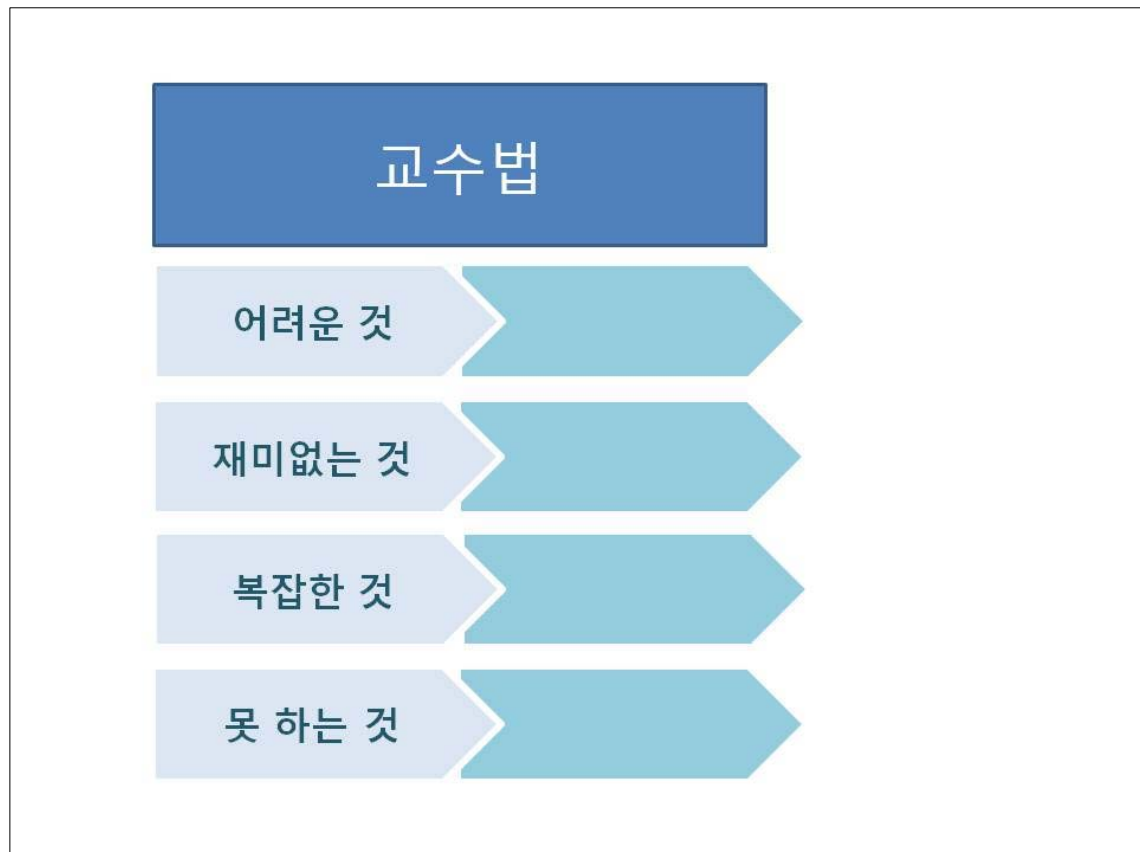 교수법
어려운 것
재미없는 것
복잡한 것
못 하는 것